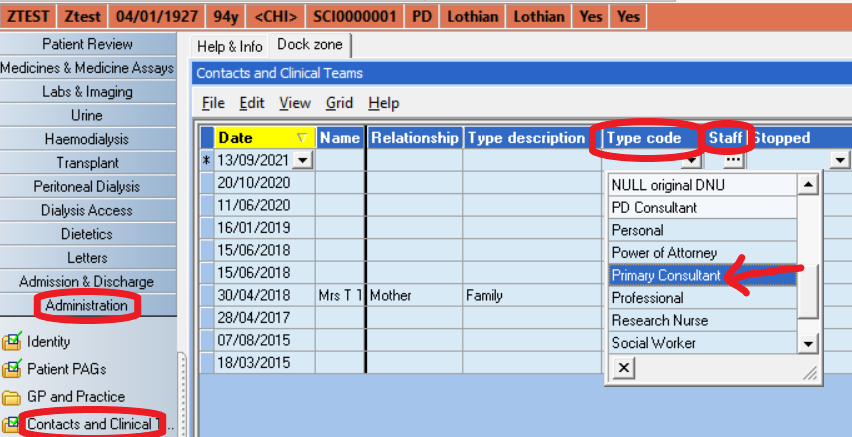 ZTEST Ztest 04/01/1927 94y <CHI> SCI0000001 PD Lothian Lothian Yes Yes
Patient Review
Medicines & Medicine Assays
Labs & Imaging
Urine
Haemodialysis
Transplant
Peritoneal Dialysis
Dialysis Access
Dietetics
Letters
Admission & Discharge
Administration
Identity
Patient PAGs
GP and Practice
Contacts and Clinical T...
Help & Info Dock zone
Contacts and Clinical Teams
File Edit View Grid Help
Date Name Relationship Type description Type code Staff Stopped
* 13/09/2021 ...
20/10/2020
11/06/2020
16/01/2019
15/06/2018
15/06/2018
30/04/2018 Mrs T 1 Mother Family
28/04/2017
07/08/2015
18/03/2015
NULL original DNU
PD Consultant
Personal
Power of Attorney
Primary Consultant
Professional
Research Nurse
Social Worker